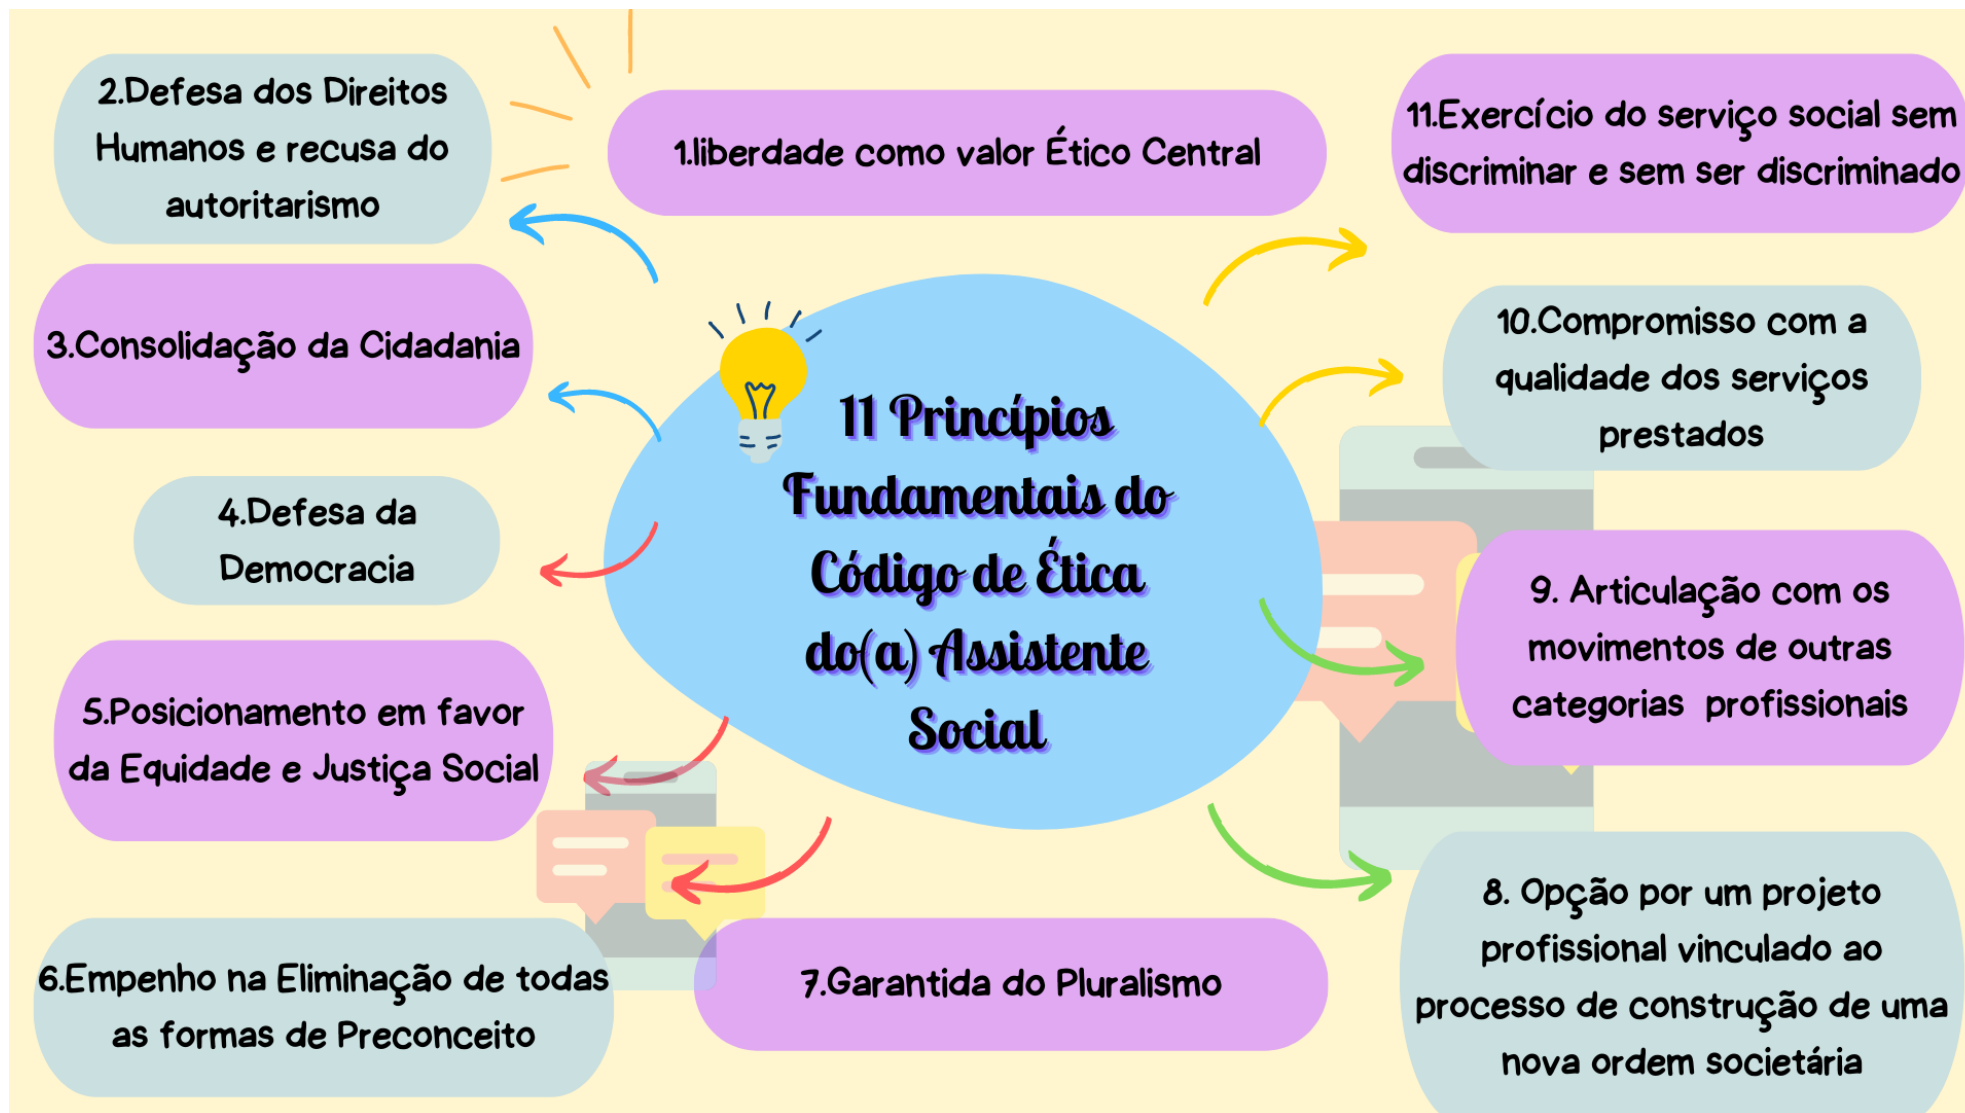 11 Princípios
Fundamentais do
Código de Ética
do(a) Assistente
Social
1.liberdade como valor Ético Central
2.Defesa dos Direitos
Humanos e recusa do
autoritarismo
3.Consolidação da Cidadania
4.Defesa da
Democracia
5.Posicionamento em favor
da Equidade e Justiça Social
6.Empenho na Eliminação de todas
as formas de Preconceito
7.Garantida do Pluralismo
8. Opção por um projeto
profissional vinculado ao
processo de construção de uma
nova ordem societária
9. Articulação com os
movimentos de outras
categorias profissionais
10.Compromisso com a
qualidade dos serviços
prestados
11.Exercício do serviço social sem
discriminar e sem ser discriminado